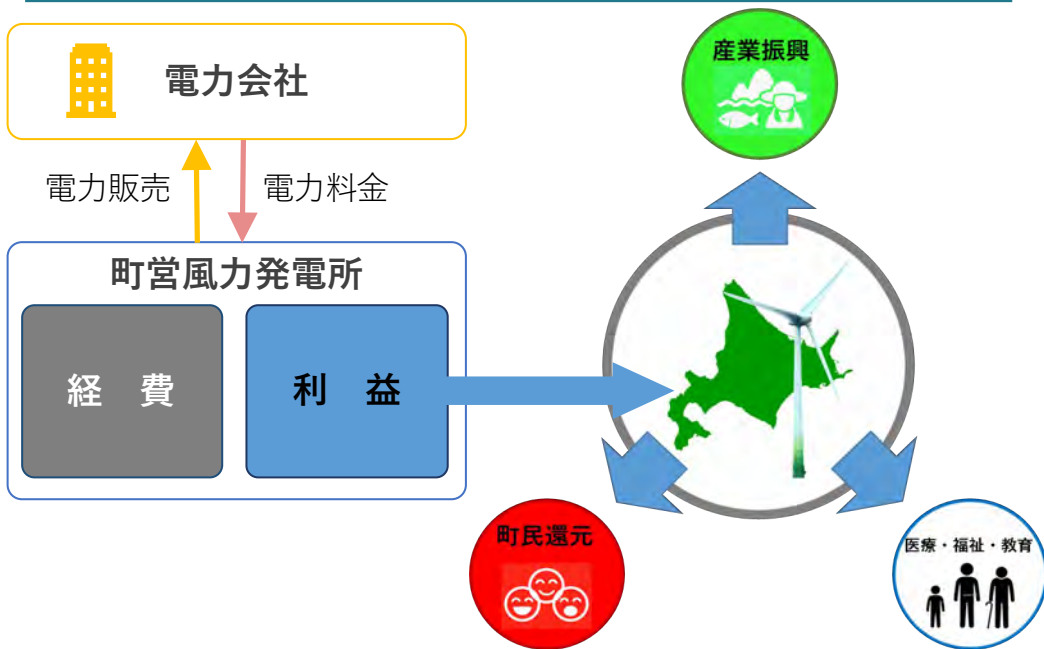 電力会社
電力販売
電力料金
町営風力発電所
経　費
利　益
産業振興
町民還元
医療・福祉・教育